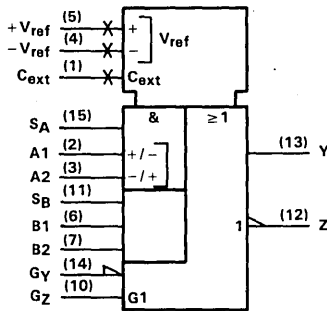 +Vref (5) +
−Vref (4) − Vref
Cext (1) Cext
& ≥1
SA (15)
A1 (2) +/− (13) Y
A2 (3) −/+
SB (11)
B1 (6) 1 (12) Z
B2 (7)
GY (14)
GZ (10) G1